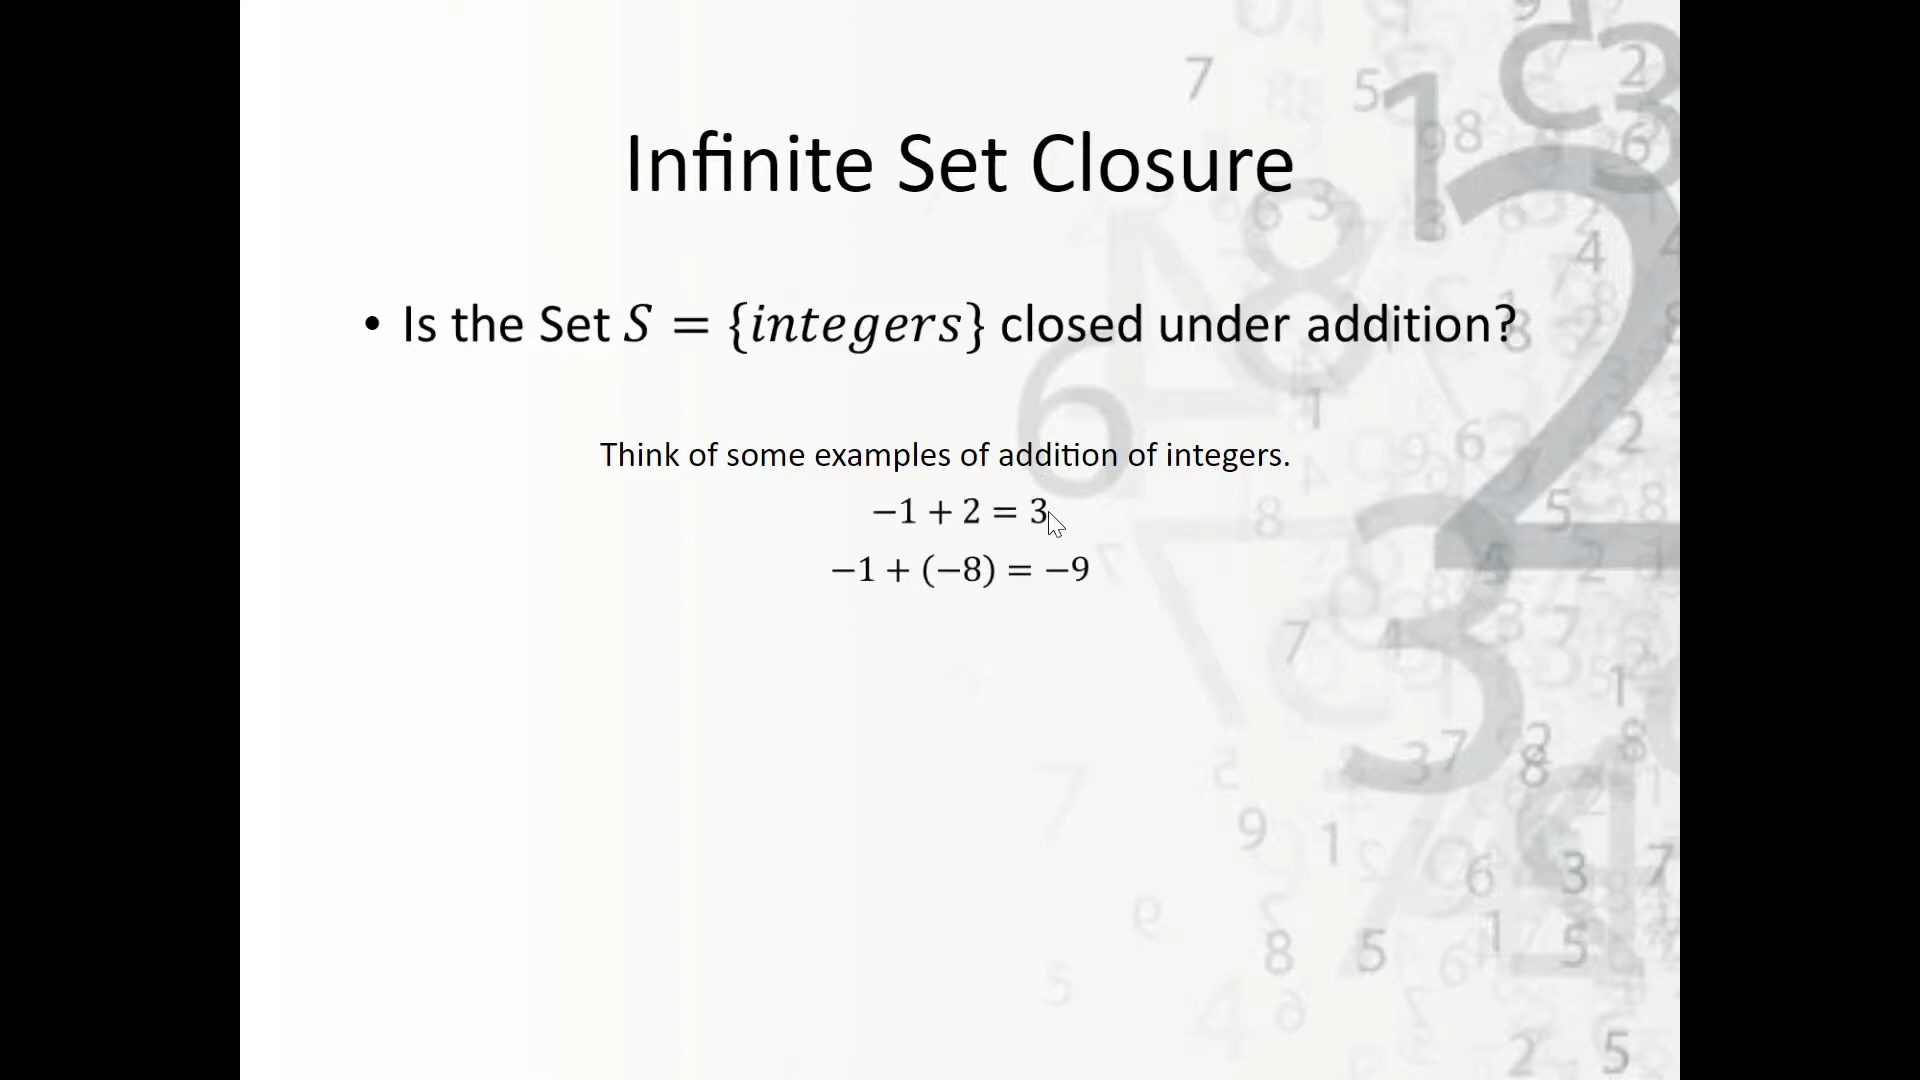 Infinite Set Closure
• Is the Set S = {integers} closed under addition?
Think of some examples of addition of integers.
−1 + 2 = 3
−1 + (−8) = −9